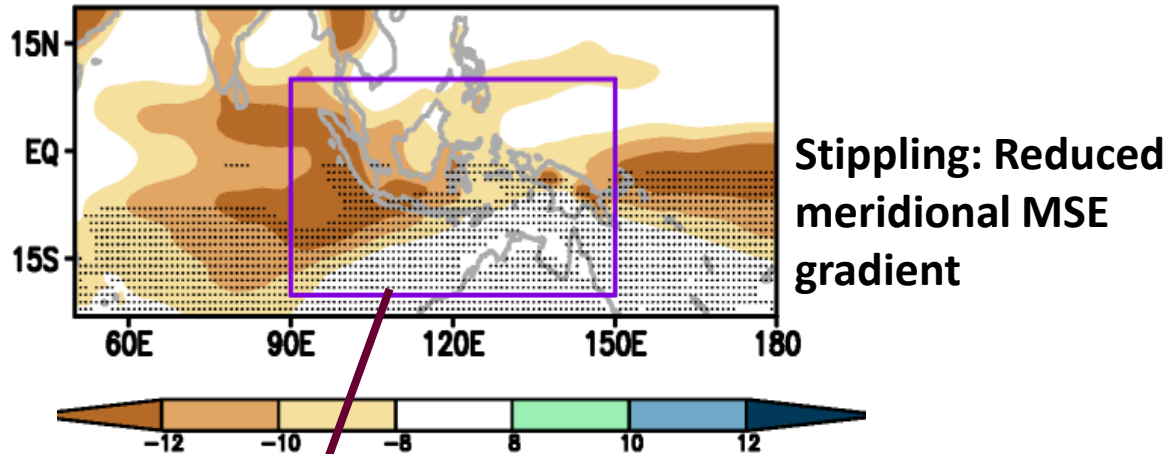 15N
EQ
15S
60E 90E 120E 150E 180
Stippling: Reduced
meridional MSE
gradient
-12 -10 -8 8 10 12